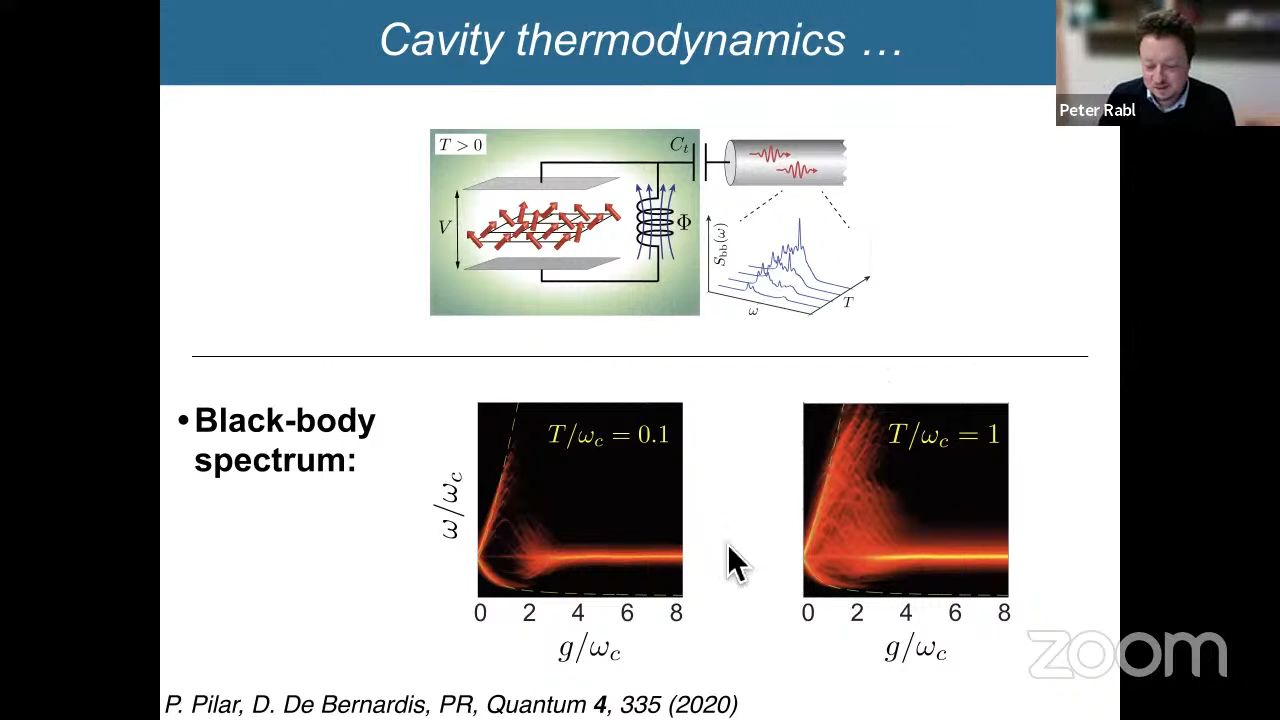 Cavity thermodynamics …
Peter Rabl
T > 0
C_t
V
Φ
S_bb(ω)
ω
T
• Black-body
spectrum:
T/ω_c = 0.1
T/ω_c = 1
ω/ω_c
0 2 4 6 8
0 2 4 6 8
g/ω_c
g/ω_c
zoom
P. Pilar, D. De Bernardis, PR, Quantum 4, 335 (2020)